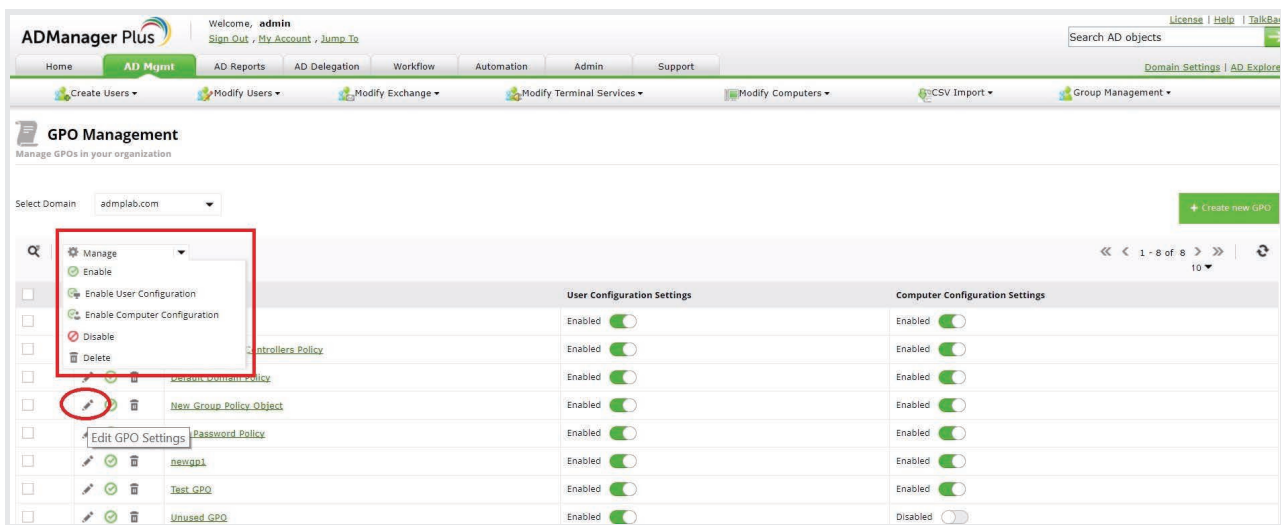 License | Help | TalkBa
ADManager Plus
Welcome, admin
Sign Out , My Account , Jump To
Search AD objects
Home AD Mgmt AD Reports AD Delegation Workflow Automation Admin Support
Domain Settings | AD Explore
Create Users Modify Users Modify Exchange Modify Terminal Services Modify Computers CSV Import Group Management
GPO Management
Manage GPOs in your organization
Select Domain admplab.com
+ Create new GPO
Manage
1 - 8 of 8
10
Enable
Enable User Configuration
Enable Computer Configuration
Disable
Delete
User Configuration Settings Computer Configuration Settings
Enabled Enabled
Controllers Policy Enabled Enabled
Default Domain Policy Enabled Enabled
New Group Policy Object Enabled Enabled
Edit GPO Settings
Password Policy Enabled Enabled
newgp1 Enabled Enabled
Test GPO Enabled Enabled
Unused GPO Enabled Disabled